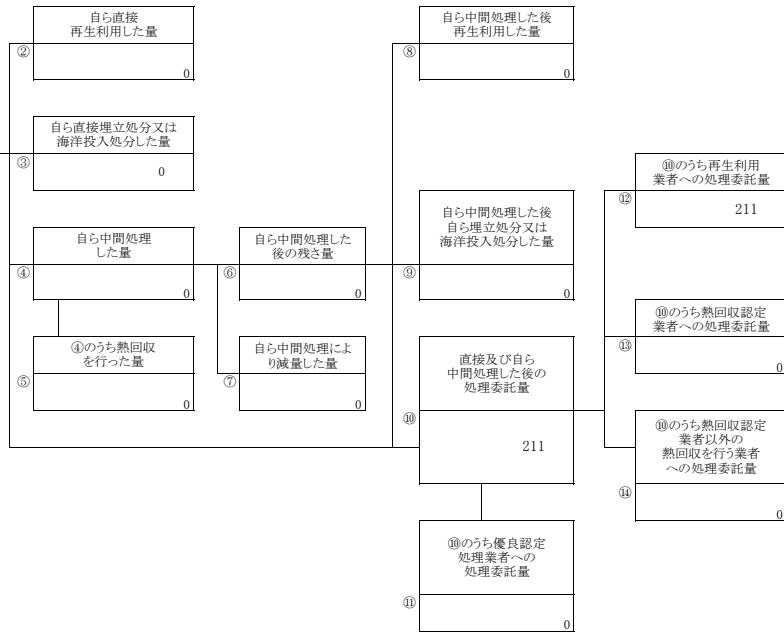 自ら直接
再生利用した量
②
0
自ら直接埋立処分又は
海洋投入処分した量
③
0
自ら中間処理
した量
④
0
④のうち熱回収
を行った量
⑤
0
自ら中間処理した
後の残さ量
⑥
0
自ら中間処理によ
り減量した量
⑦
0
自ら中間処理した後
再生利用した量
⑧
0
自ら中間処理した後
自ら埋立処分又は
海洋投入処分した量
⑨
0
直接及び自ら
中間処理した後の
処理委託量
⑩
211
⑩のうち優良認定
処理業者への
処理委託量
⑪
0
⑩のうち再生利用
業者への処理委託量
⑫
211
⑩のうち熱回収認定
業者への処理委託量
⑬
0
⑩のうち熱回収認定
業者以外の
熱回収を行う業者
への処理委託量
⑭
0